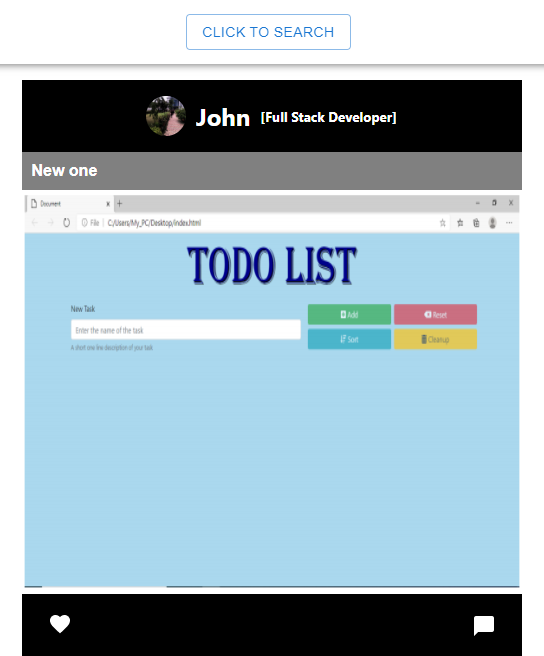 CLICK TO SEARCH
John [Full Stack Developer]
New one
Document
File C:/Users/My_PC/Desktop/index.html
TODO LIST
New Task
Enter the name of the task
A short one line description of your task
Add
Reset
Sort
Cleanup